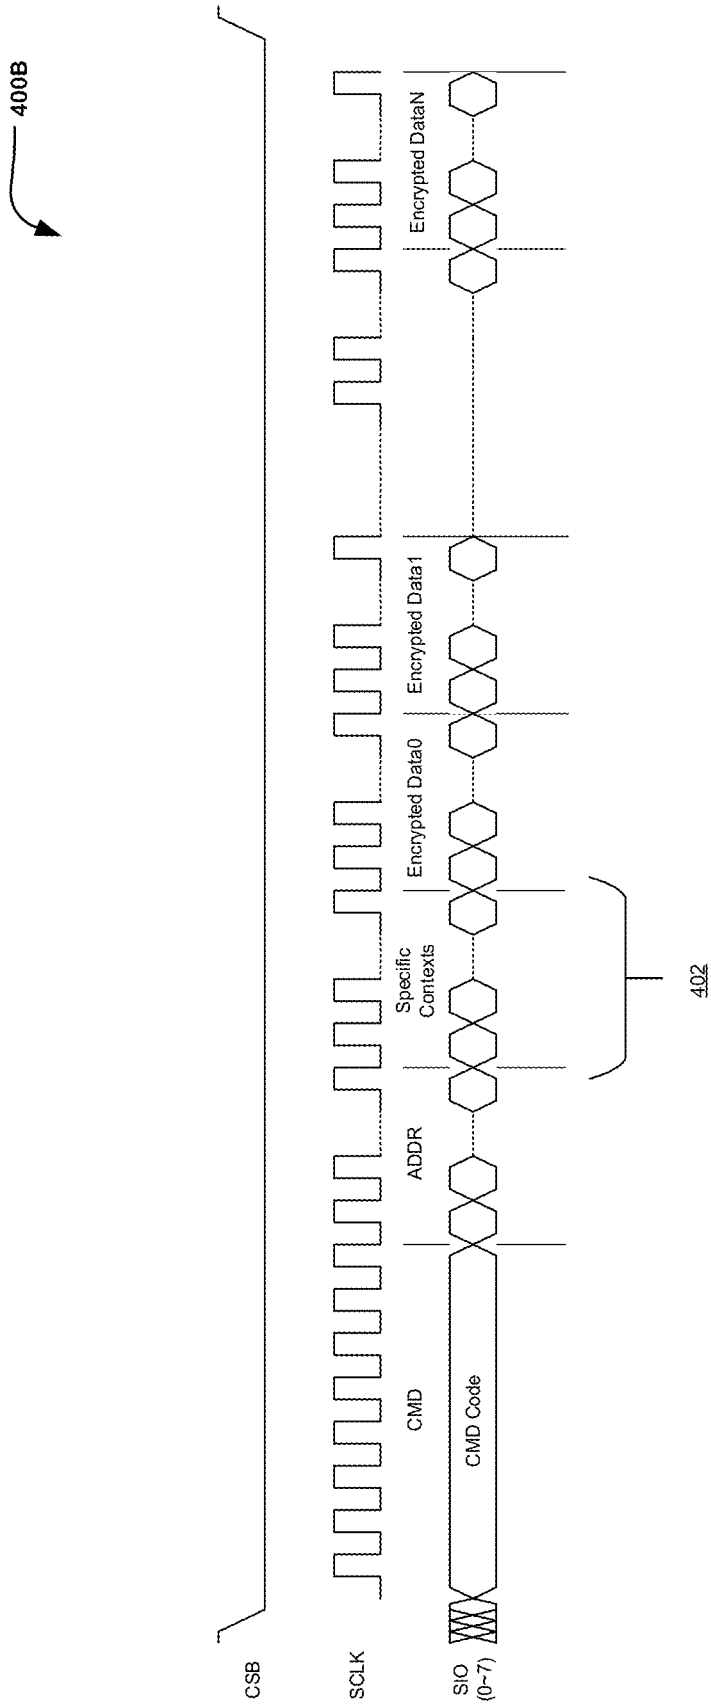 400B
CSB
SCLK
CMD
ADDR
Specific
Contexts
Encrypted Data0
Encrypted Data1
Encrypted DataN
SIO
(0~7)
CMD Code
402